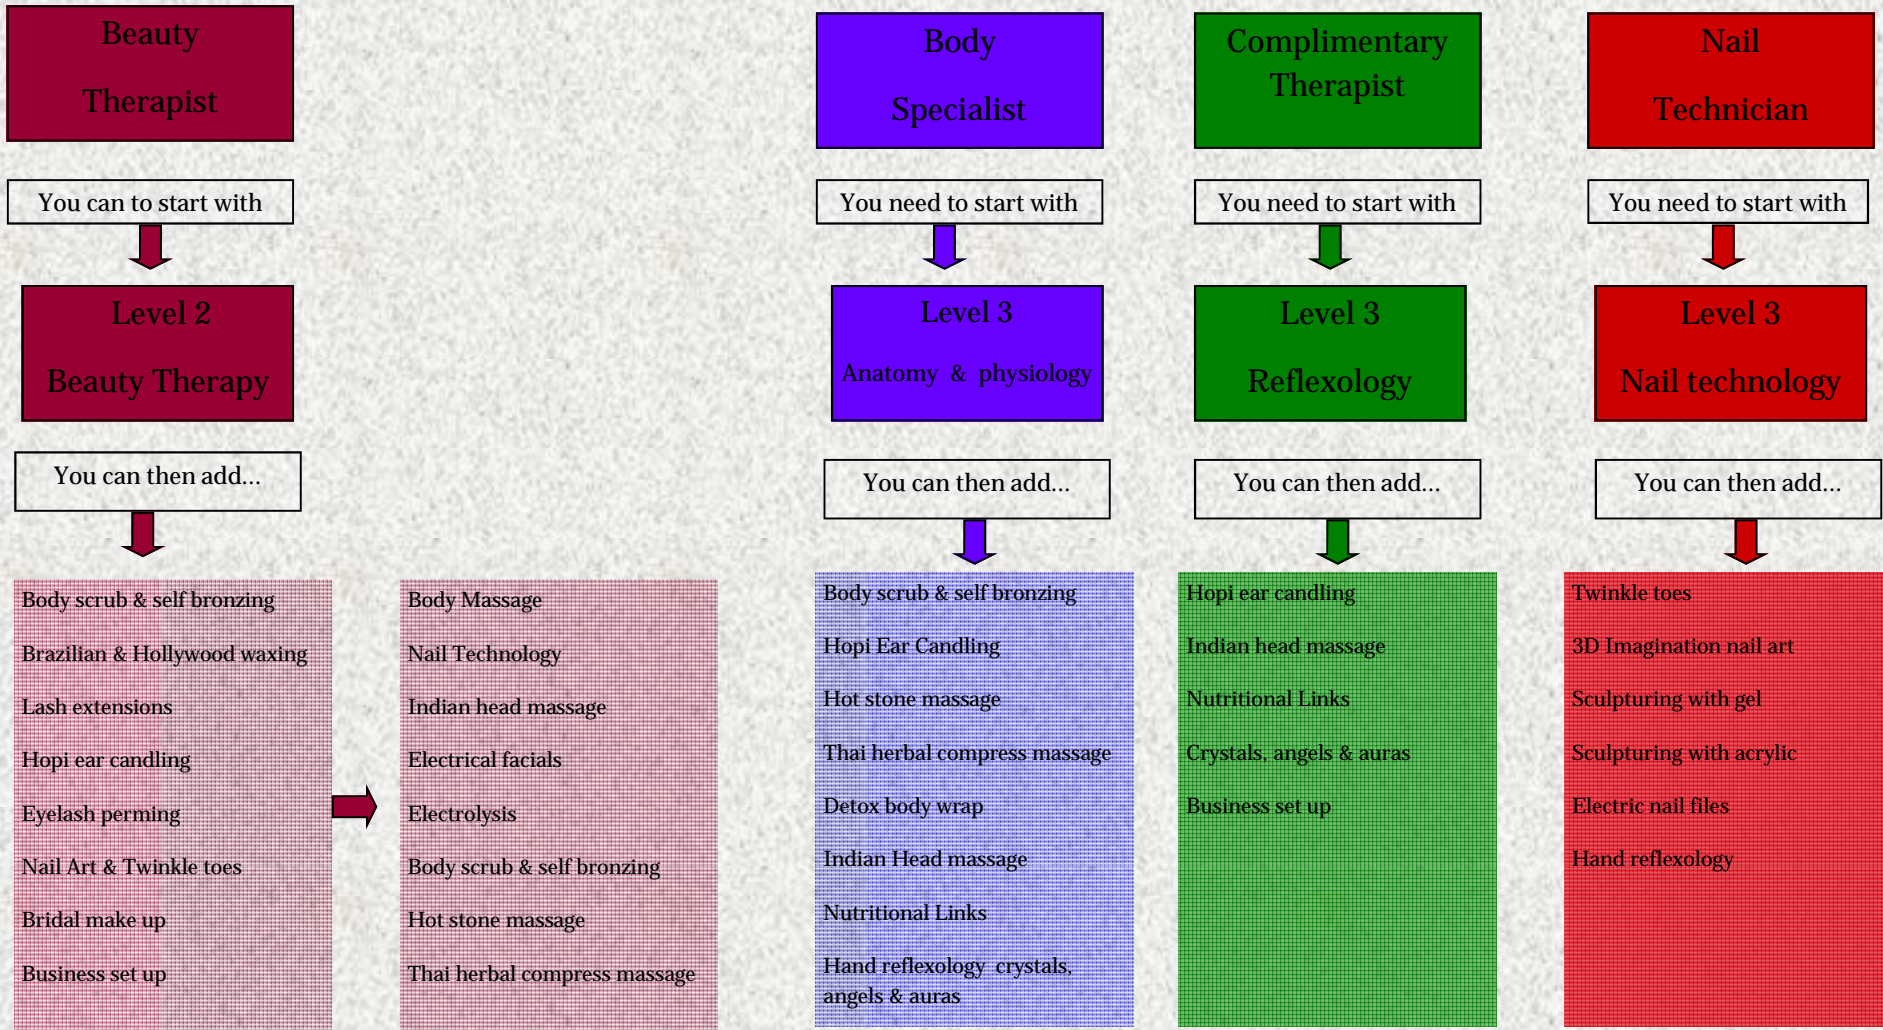 Beauty
Therapist
You can to start with
Level 2
Beauty Therapy
You can then add...
Body scrub & self bronzing
Brazilian & Hollywood waxing
Lash extensions
Hopi ear candling
Eyelash perming
Nail Art & Twinkle toes
Bridal make up
Business set up
Body Massage
Nail Technology
Indian head massage
Electrical facials
Electrolysis
Body scrub & self bronzing
Hot stone massage
Thai herbal compress massage
Body
Specialist
You need to start with
Level 3
Anatomy & physiology
You can then add...
Body scrub & self bronzing
Hopi Ear Candling
Hot stone massage
Thai herbal compress massage
Detox body wrap
Indian Head massage
Nutritional Links
Hand reflexology crystals,
angels & auras
Complimentary
Therapist
You need to start with
Level 3
Reflexology
You can then add...
Hopi ear candling
Indian head massage
Nutritional Links
Crystals, angels & auras
Business set up
Nail
Technician
You need to start with
Level 3
Nail technology
You can then add...
Twinkle toes
3D Imagination nail art
Sculpturing with gel
Sculpturing with acrylic
Electric nail files
Hand reflexology